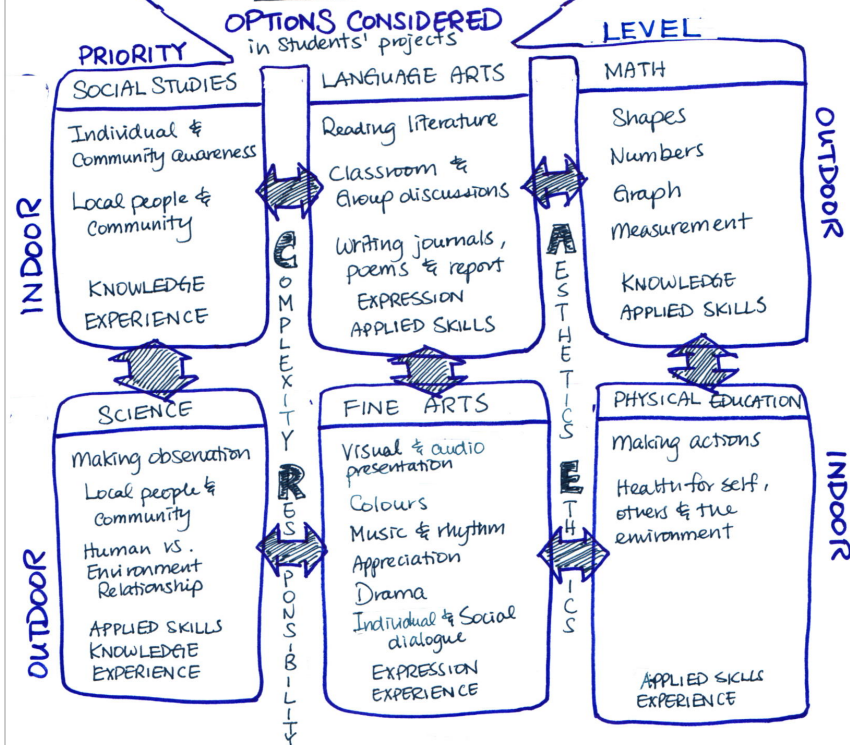 OPTIONS CONSIDERED
in students' projects
PRIORITY
LEVEL
INDOOR
SOCIAL STUDIES
Individual &
Community awareness
Local people &
Community
KNOWLEDGE
EXPERIENCE
LANGUAGE ARTS
Reading literature
Classroom &
Group discussions
Writing journals,
poems & report
EXPRESSION
APPLIED SKILLS
MATH
Shapes
Numbers
Graph
Measurement
KNOWLEDGE
APPLIED SKILLS
OUTDOOR
COMPLEXITY
AESTHETICS
OUTDOOR
SCIENCE
Making observation
Local people &
community
Human vs.
Environment
Relationship
APPLIED SKILLS
KNOWLEDGE
EXPERIENCE
RESPONSIBILITY
FINE ARTS
Visual & audio
presentation
Colours
Music & rhythm
Appreciation
Drama
Individual & Social
dialogue
EXPRESSION
EXPERIENCE
ETHICS
PHYSICAL EDUCATION
Making actions
Health for self,
others & the
environment
APPLIED SKILLS
EXPERIENCE
INDOOR